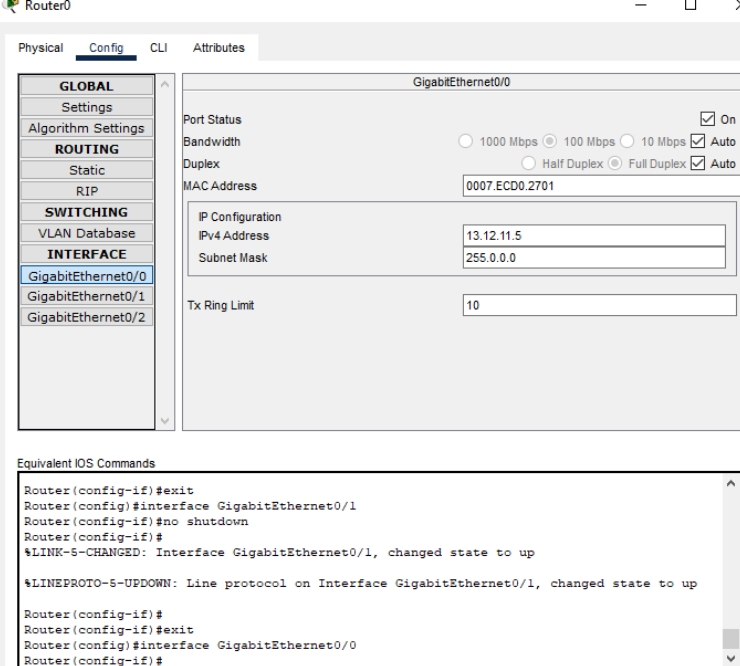 Router0
Physical Config CLI Attributes
GLOBAL
Settings
Algorithm Settings
ROUTING
Static
RIP
SWITCHING
VLAN Database
INTERFACE
GigabitEthernet0/0
GigabitEthernet0/1
GigabitEthernet0/2
GigabitEthernet0/0
Port Status On
Bandwidth 1000 Mbps 100 Mbps 10 Mbps Auto
Duplex Half Duplex Full Duplex Auto
MAC Address 0007.ECD0.2701
IP Configuration
IPv4 Address 13.12.11.5
Subnet Mask 255.0.0.0
Tx Ring Limit 10
Equivalent IOS Commands
Router(config-if)#exit
Router(config)#interface GigabitEthernet0/1
Router(config-if)#no shutdown
Router(config-if)#
%LINK-5-CHANGED: Interface GigabitEthernet0/1, changed state to up
%LINEPROTO-5-UPDOWN: Line protocol on Interface GigabitEthernet0/1, changed state to up
Router(config-if)#
Router(config-if)#exit
Router(config)#interface GigabitEthernet0/0
Router(config-if)#